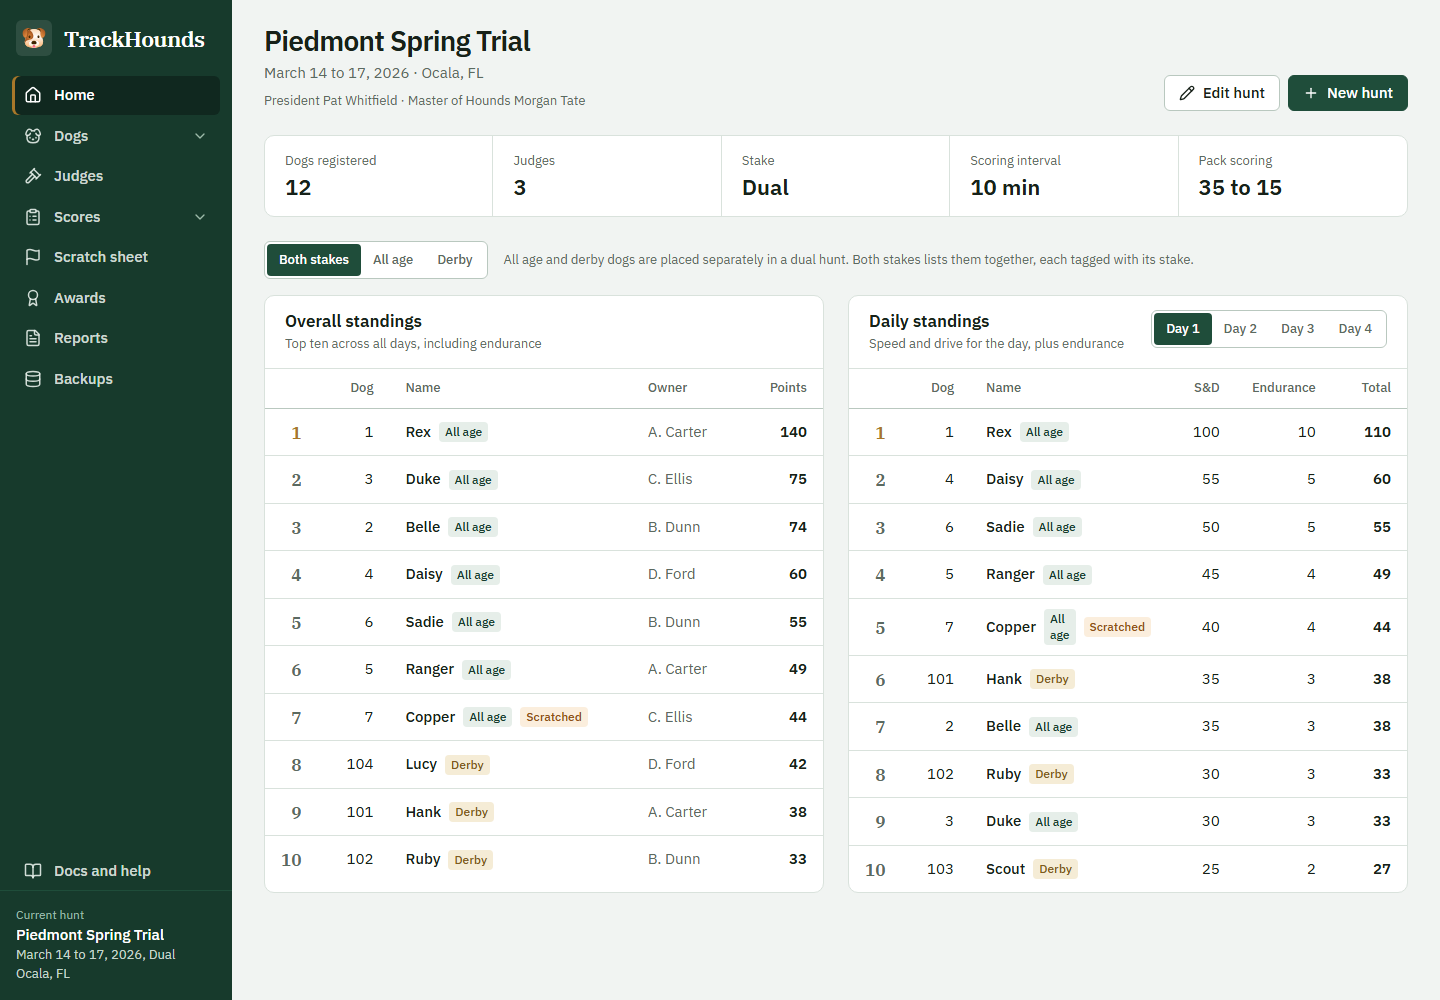 TrackHounds
Home
Dogs
Judges
Scores
Scratch sheet
Awards
Reports
Backups
Docs and help
Current hunt
Piedmont Spring Trial
March 14 to 17, 2026, Dual
Ocala, FL
Piedmont Spring Trial
March 14 to 17, 2026 · Ocala, FL
President Pat Whitfield · Master of Hounds Morgan Tate
Edit hunt
New hunt
Dogs registered
12
Judges
3
Stake
Dual
Scoring interval
10 min
Pack scoring
35 to 15
Both stakes All age Derby
All age and derby dogs are placed separately in a dual hunt. Both stakes lists them together, each tagged with its stake.
Overall standings
Top ten across all days, including endurance
Dog Name Owner Points
1 1 Rex All age A. Carter 140
2 3 Duke All age C. Ellis 75
3 2 Belle All age B. Dunn 74
4 4 Daisy All age D. Ford 60
5 6 Sadie All age B. Dunn 55
6 5 Ranger All age A. Carter 49
7 7 Copper All age Scratched C. Ellis 44
8 104 Lucy Derby D. Ford 42
9 101 Hank Derby A. Carter 38
10 102 Ruby Derby B. Dunn 33
Daily standings
Speed and drive for the day, plus endurance
Day 1 Day 2 Day 3 Day 4
Dog Name S&D Endurance Total
1 1 Rex All age 100 10 110
2 4 Daisy All age 55 5 60
3 6 Sadie All age 50 5 55
4 5 Ranger All age 45 4 49
5 7 Copper All age Scratched 40 4 44
6 101 Hank Derby 35 3 38
7 2 Belle All age 35 3 38
8 102 Ruby Derby 30 3 33
9 3 Duke All age 30 3 33
10 103 Scout Derby 25 2 27